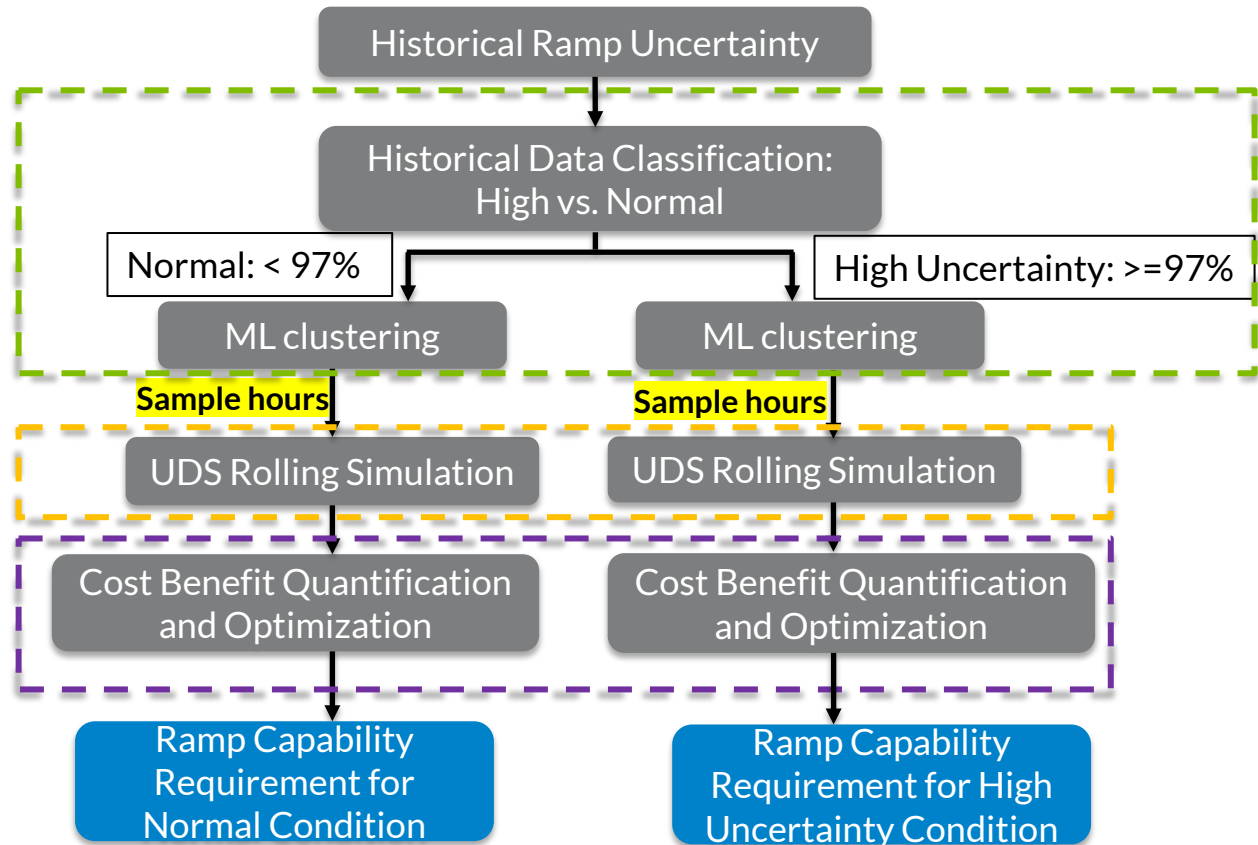 Historical Ramp Uncertainty
Historical Data Classification:
High vs. Normal
Normal: < 97%
High Uncertainty: >=97%
ML clustering
ML clustering
Sample hours
Sample hours
UDS Rolling Simulation
UDS Rolling Simulation
Cost Benefit Quantification
and Optimization
Cost Benefit Quantification
and Optimization
Ramp Capability
Requirement for
Normal Condition
Ramp Capability
Requirement for High
Uncertainty Condition